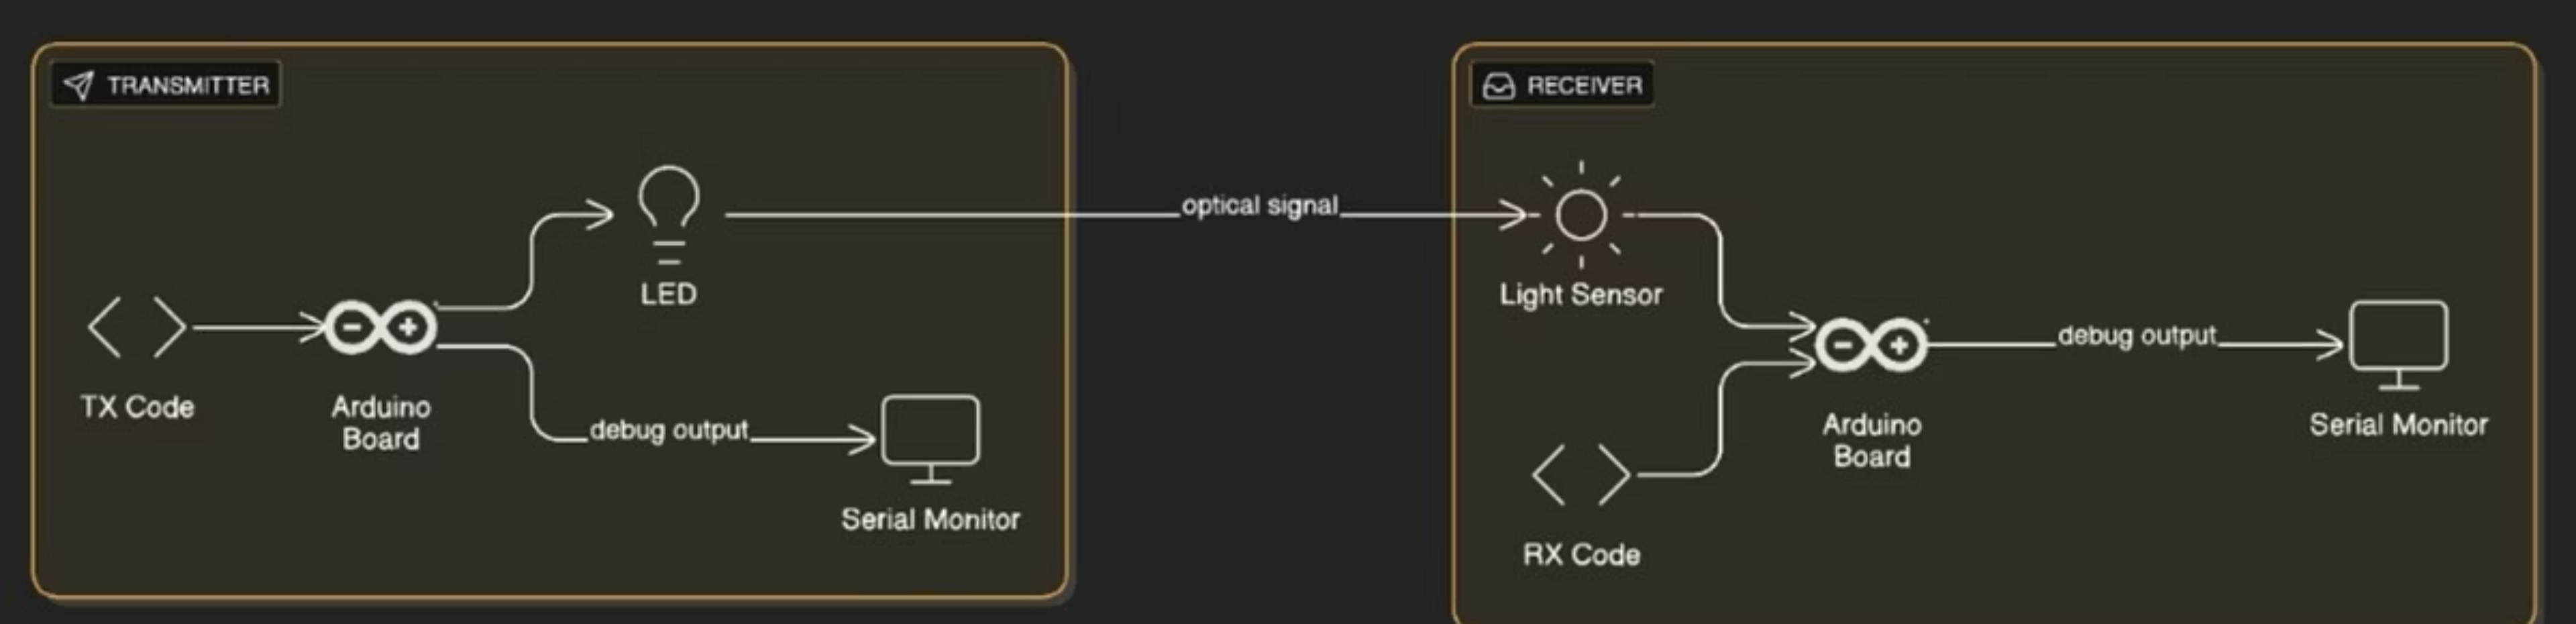 TRANSMITTER
LED
TX Code
Arduino
Board
debug output
Serial Monitor
optical signal
RECEIVER
Light Sensor
RX Code
Arduino
Board
debug output
Serial Monitor